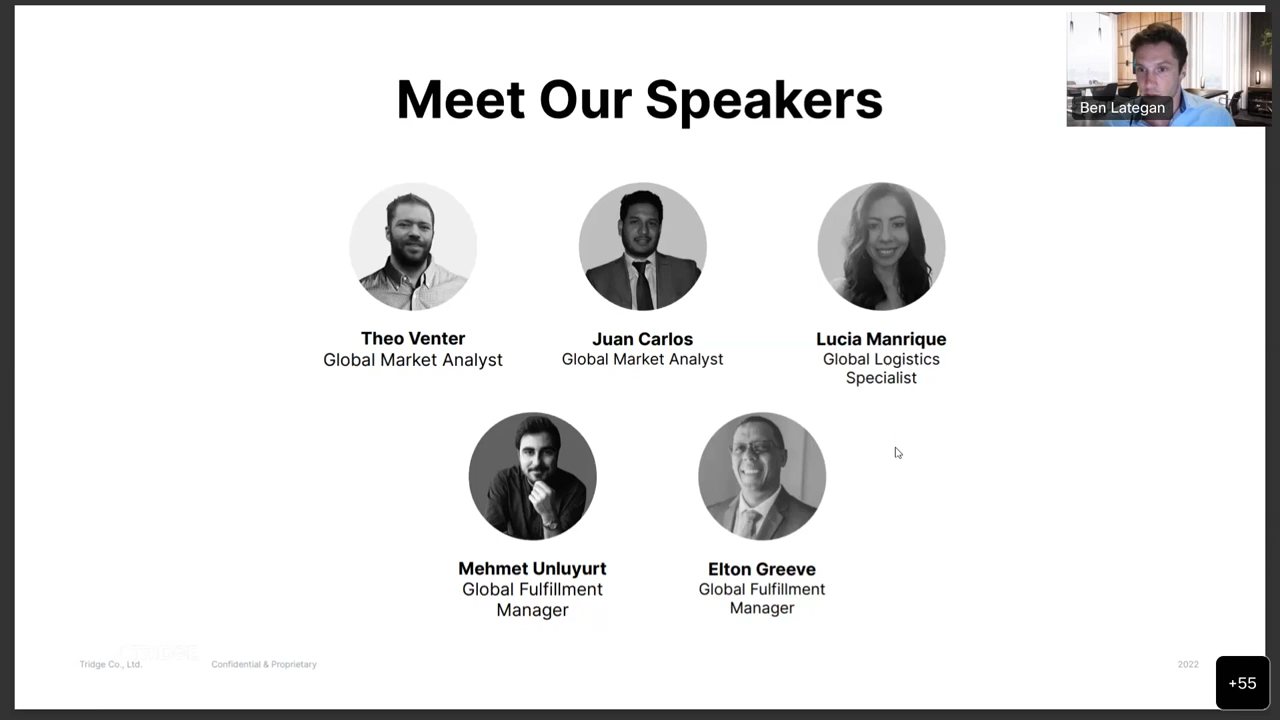 Meet Our Speakers
Ben Lategan
Theo Venter
Global Market Analyst
Juan Carlos
Global Market Analyst
Lucia Manrique
Global Logistics
Specialist
Mehmet Unluyurt
Global Fulfillment
Manager
Elton Greeve
Global Fulfillment
Manager
Tridge Co., Ltd.
Confidential & Proprietary
2022
+55